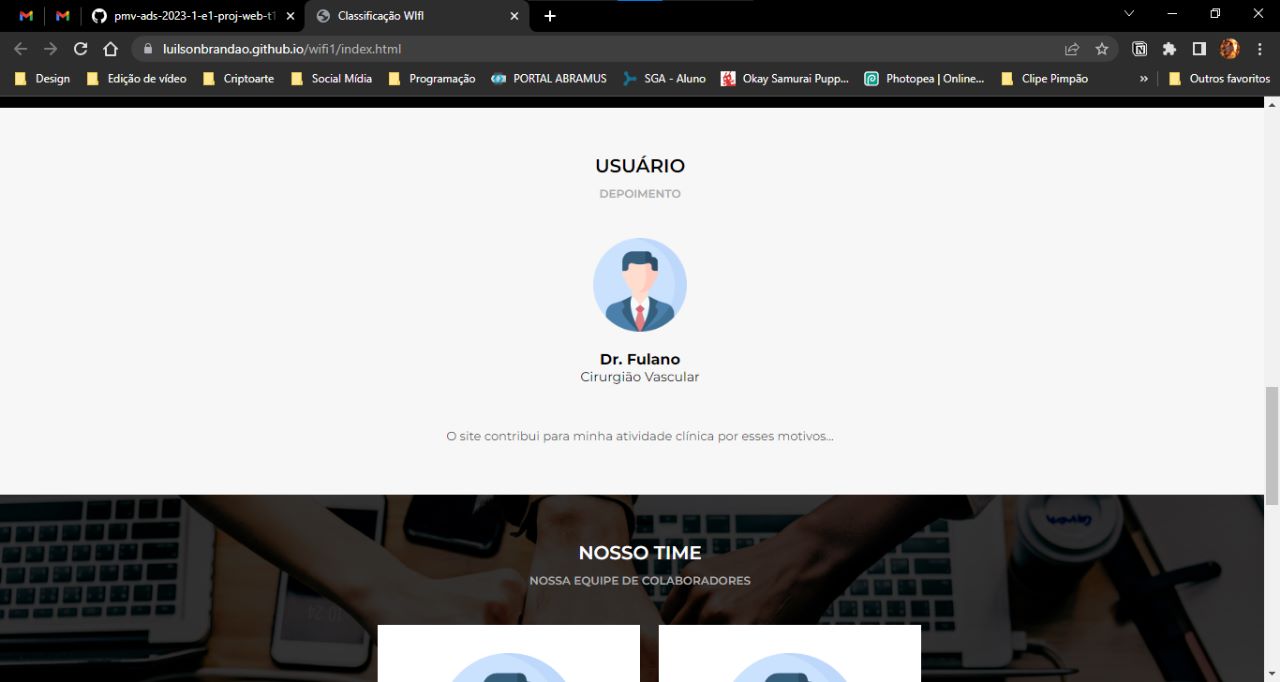 pmv-ads-2023-1-e1-proj-web-t1
Classificação WIfI
luilsonbrandao.github.io/wifi1/index.html
Design
Edição de vídeo
Criptoarte
Social Mídia
Programação
PORTAL ABRAMUS
SGA - Aluno
Okay Samurai Pupp...
Photopea | Online...
Clipe Pimpão
»
Outros favoritos
USUÁRIO
DEPOIMENTO
Dr. Fulano
Cirurgião Vascular
O site contribui para minha atividade clínica por esses motivos...
NOSSO TIME
NOSSA EQUIPE DE COLABORADORES